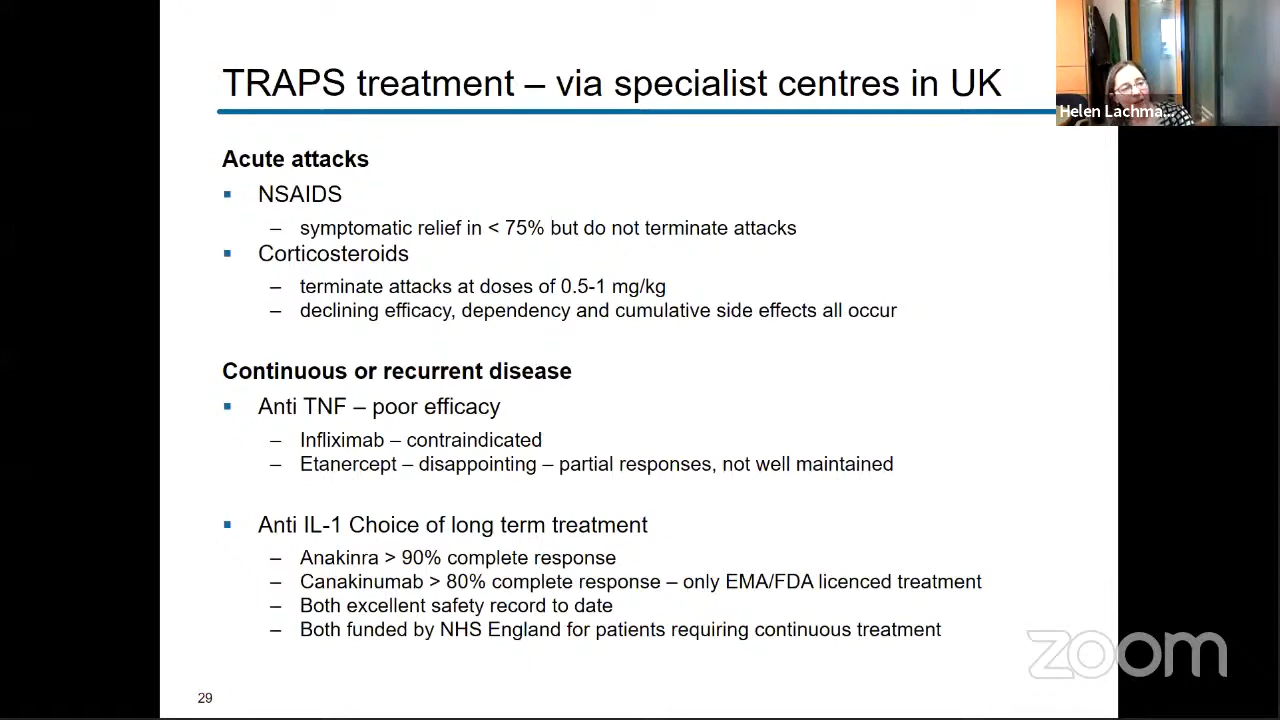 TRAPS treatment – via specialist centres in UK
Helen Lachma...
Acute attacks
▪ NSAIDS
– symptomatic relief in < 75% but do not terminate attacks
▪ Corticosteroids
– terminate attacks at doses of 0.5-1 mg/kg
– declining efficacy, dependency and cumulative side effects all occur
Continuous or recurrent disease
▪ Anti TNF – poor efficacy
– Infliximab – contraindicated
– Etanercept – disappointing – partial responses, not well maintained
▪ Anti IL-1 Choice of long term treatment
– Anakinra > 90% complete response
– Canakinumab > 80% complete response – only EMA/FDA licenced treatment
– Both excellent safety record to date
– Both funded by NHS England for patients requiring continuous treatment
zoom
29